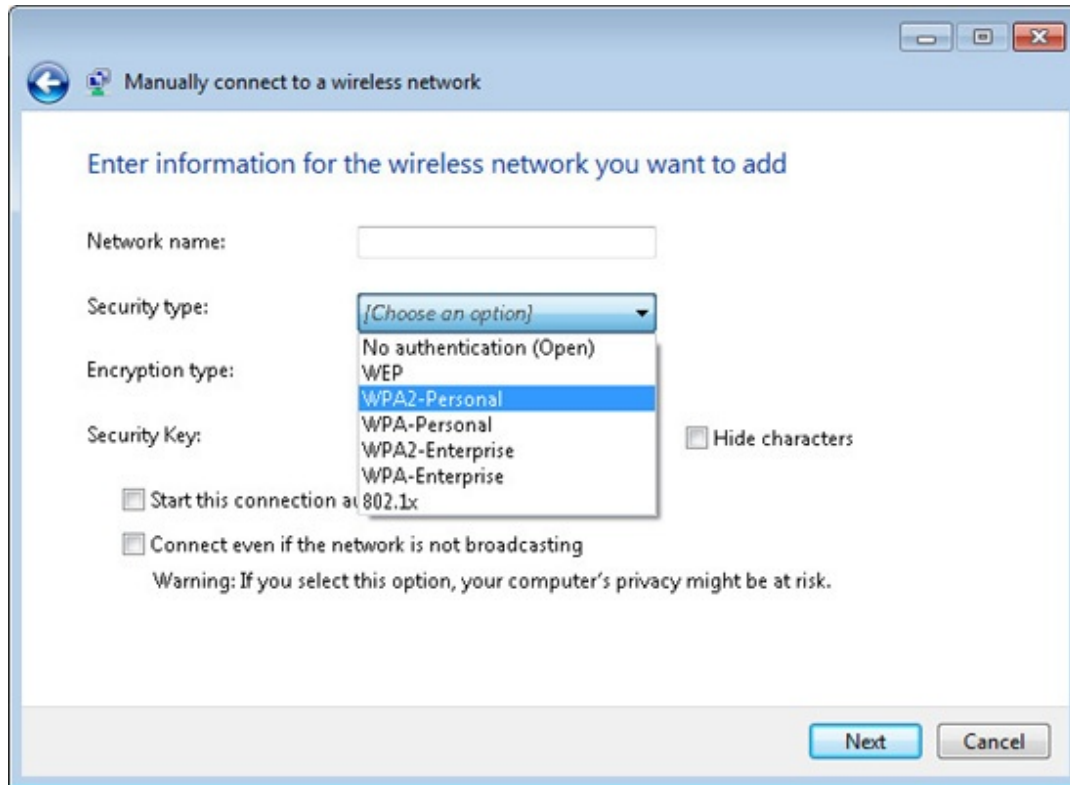 Manually connect to a wireless network
Enter information for the wireless network you want to add
Network name:
Security type:
[Choose an option]
No authentication (Open)
WEP
WPA2-Personal
WPA-Personal
WPA2-Enterprise
WPA-Enterprise
802.1x
Encryption type:
Security Key:
Hide characters
Start this connection
Connect even if the network is not broadcasting
Warning: If you select this option, your computer's privacy might be at risk.
Next
Cancel